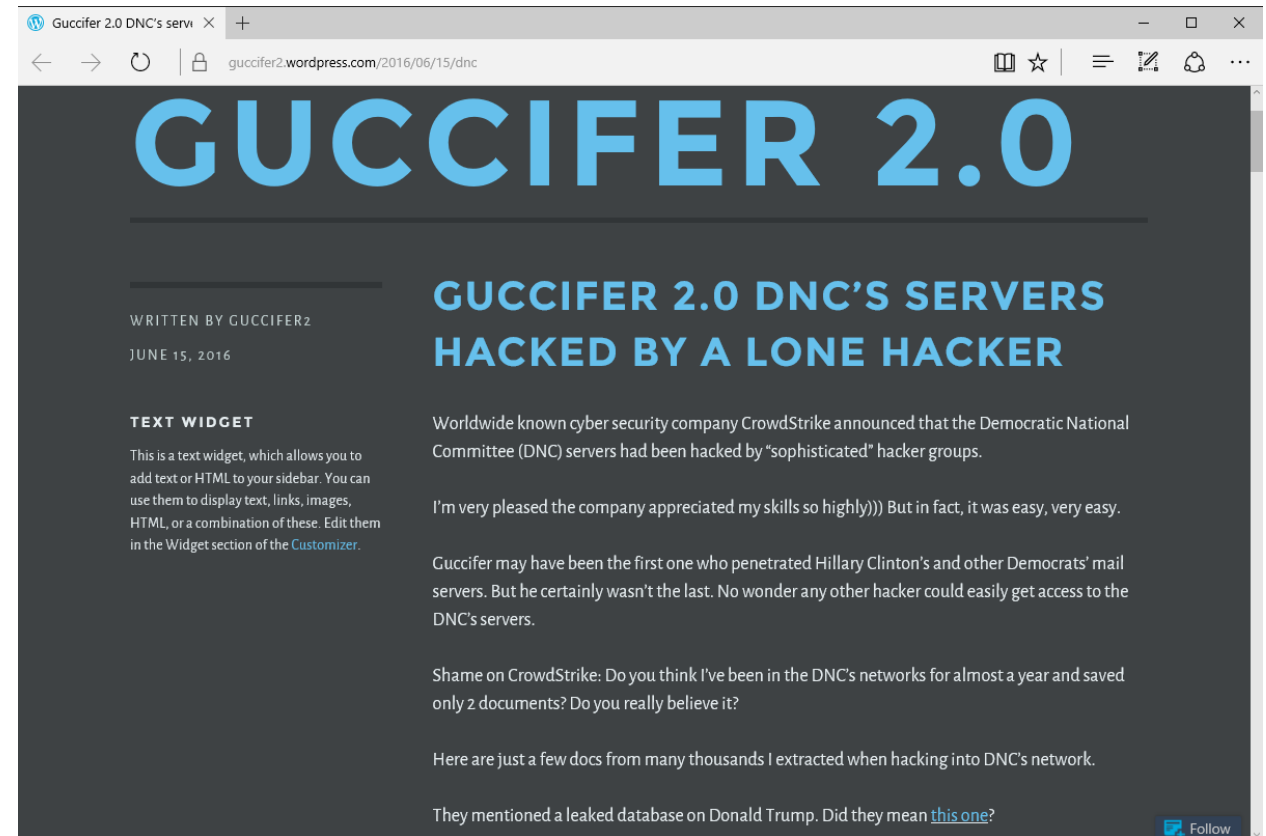 Guccifer 2.0 DNC's serv
guccifer2.wordpress.com/2016/06/15/dnc
GUCCIFER 2.0
WRITTEN BY GUCCIFER2
JUNE 15, 2016
TEXT WIDGET
This is a text widget, which allows you to
add text or HTML to your sidebar. You can
use them to display text, links, images,
HTML, or a combination of these. Edit them
in the Widget section of the Customizer.
GUCCIFER 2.0 DNC'S SERVERS
HACKED BY A LONE HACKER
Worldwide known cyber security company CrowdStrike announced that the Democratic National
Committee (DNC) servers had been hacked by “sophisticated” hacker groups.
I'm very pleased the company appreciated my skills so highly))) But in fact, it was easy, very easy.
Guccifer may have been the first one who penetrated Hillary Clinton's and other Democrats' mail
servers. But he certainly wasn't the last. No wonder any other hacker could easily get access to the
DNC's servers.
Shame on CrowdStrike: Do you think I've been in the DNC's networks for almost a year and saved
only 2 documents? Do you really believe it?
Here are just a few docs from many thousands I extracted when hacking into DNC's network.
They mentioned a leaked database on Donald Trump. Did they mean this one?
Follow